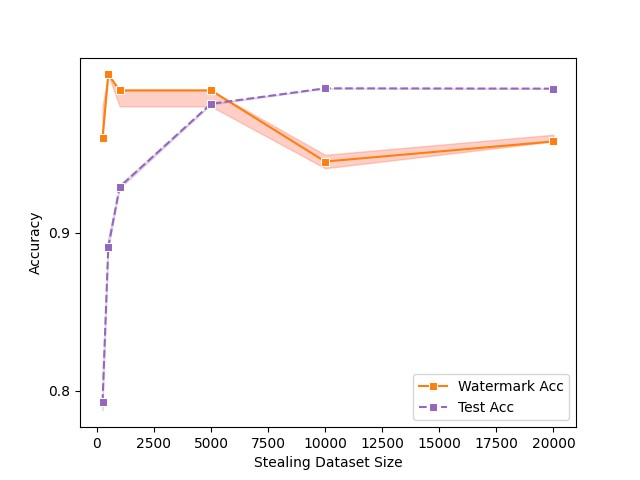 Accuracy
0.9
0.8
Watermark Acc
Test Acc
0 2500 5000 7500 10000 12500 15000 17500 20000
Stealing Dataset Size